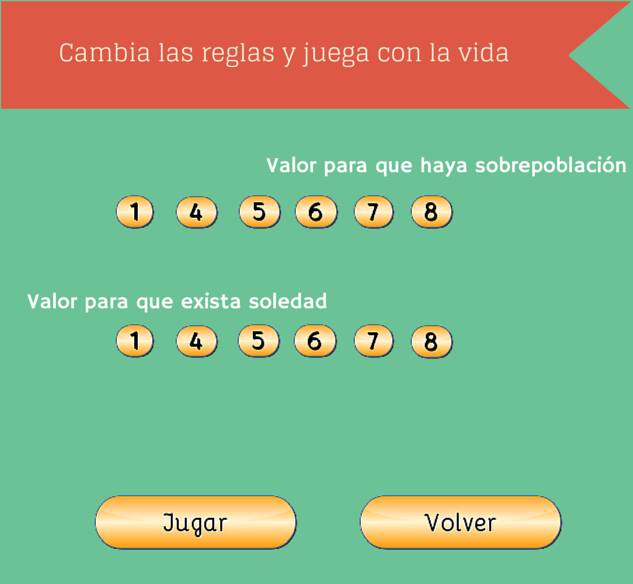 Cambia las reglas y juega con la vida
Valor para que haya sobrepoblación
1 4 5 6 7 8
Valor para que exista soledad
1 4 5 6 7 8
Jugar Volver